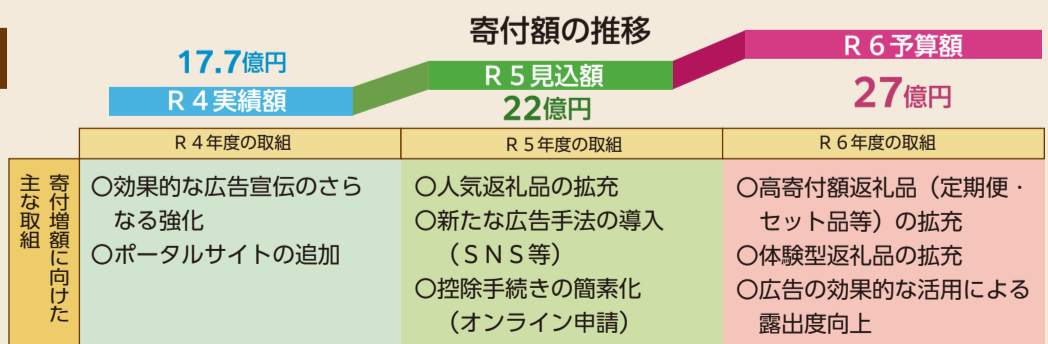 寄付額の推移
17.7億円
R4実績額
R5見込額
22億円
R6予算額
27億円
R4年度の取組
R5年度の取組
R6年度の取組
寄付増額に向けた
主な取組
○効果的な広告宣伝のさら
なる強化
○ポータルサイトの追加
○人気返礼品の拡充
○新たな広告手法の導入
（SNS等）
○控除手続きの簡素化
（オンライン申請）
○高寄付額返礼品（定期便・
セット品等）の拡充
○体験型返礼品の拡充
○広告の効果的な活用による
露出度向上